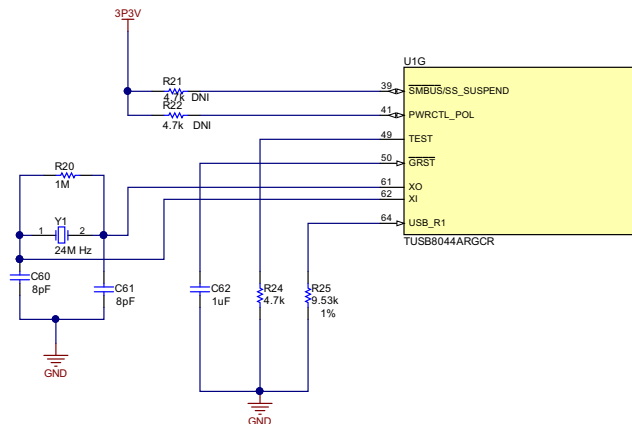 3P3V
U1G
R21
4.7k DNI
39 SMBUS/SS_SUSPEND
R22
4.7k DNI
41 PWRCTL_POL
49 TEST
50 GRST
R20
1M
61 XO
62 XI
Y1
1 2
24M Hz
64 USB_R1
TUSB8044ARGCR
C60
8pF
C61
8pF
C62
1uF
R24
4.7k
R25
9.53k
1%
GND
GND